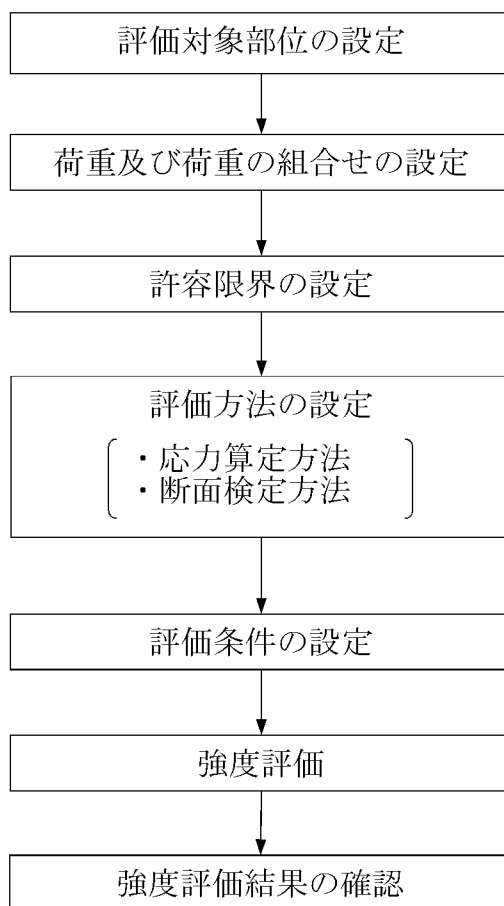 評価対象部位の設定
荷重及び荷重の組合せの設定
許容限界の設定
評価方法の設定
・応力算定方法
・断面検定方法
評価条件の設定
強度評価
強度評価結果の確認